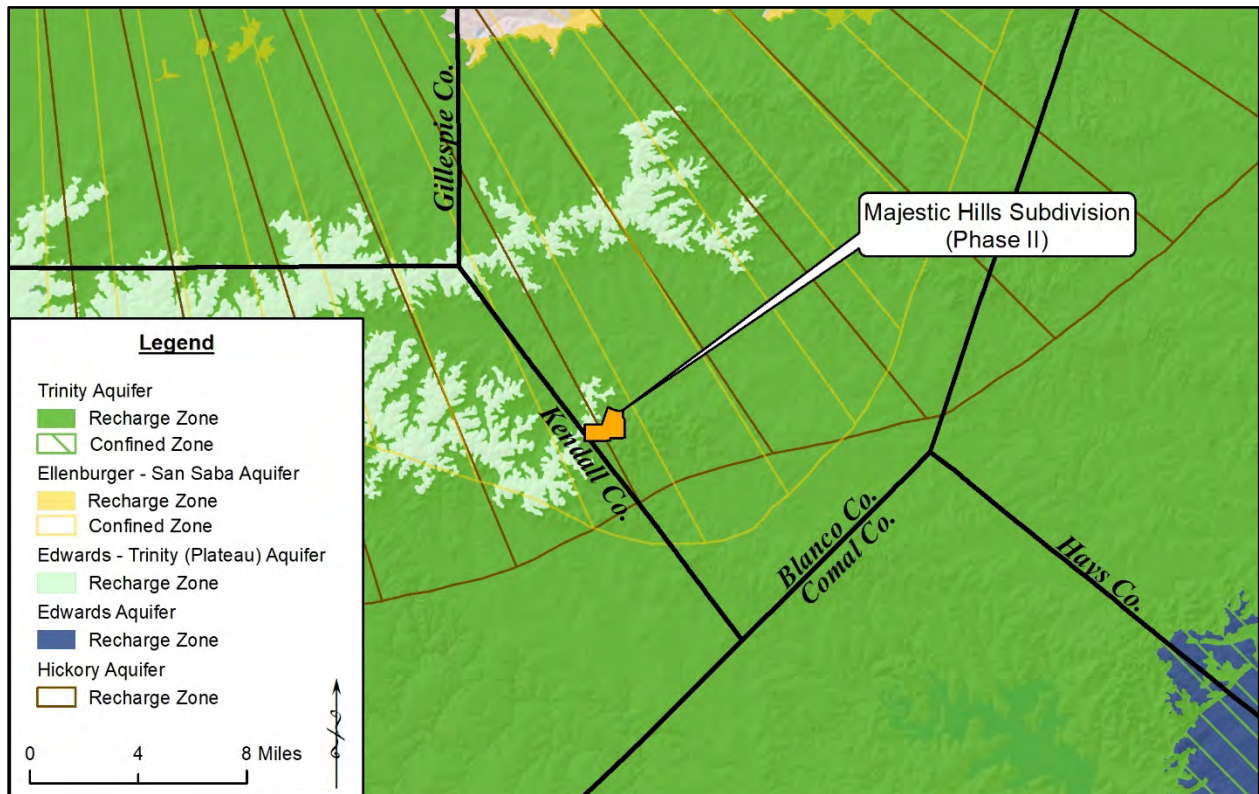 Gillespie Co.
Majestic Hills Subdivision
(Phase II)
Kendall Co.
Blanco Co.
Comal Co.
Hays Co.
Legend
Trinity Aquifer
Recharge Zone
Confined Zone
Ellenburger - San Saba Aquifer
Recharge Zone
Confined Zone
Edwards - Trinity (Plateau) Aquifer
Recharge Zone
Edwards Aquifer
Recharge Zone
Hickory Aquifer
Recharge Zone
0 4 8 Miles